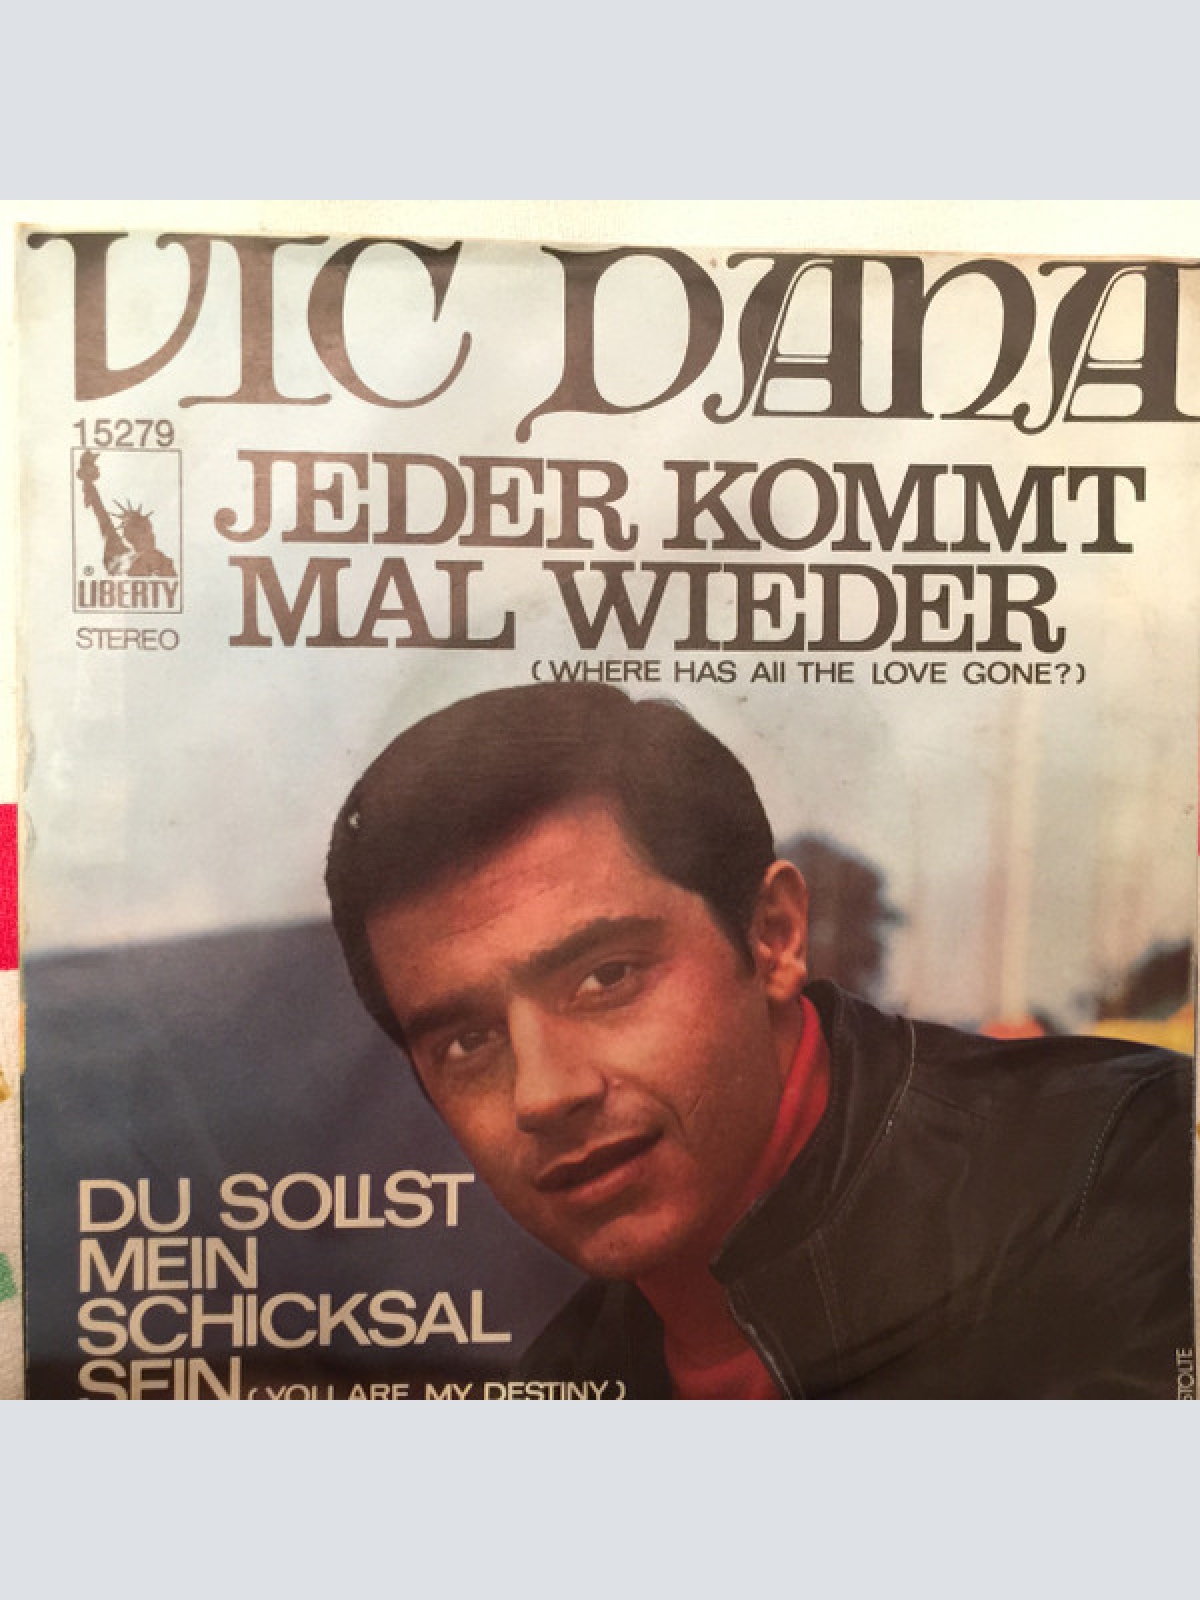 VIC DANA
15279
JEDER KOMMT
MAL WIEDER
® LIBERTY
STEREO
(WHERE HAS All THE LOVE GONE?)
DU SOLLST
MEIN
SCHICKSAL
SEIN (YOU ARE MY DESTINY)
STOLTE